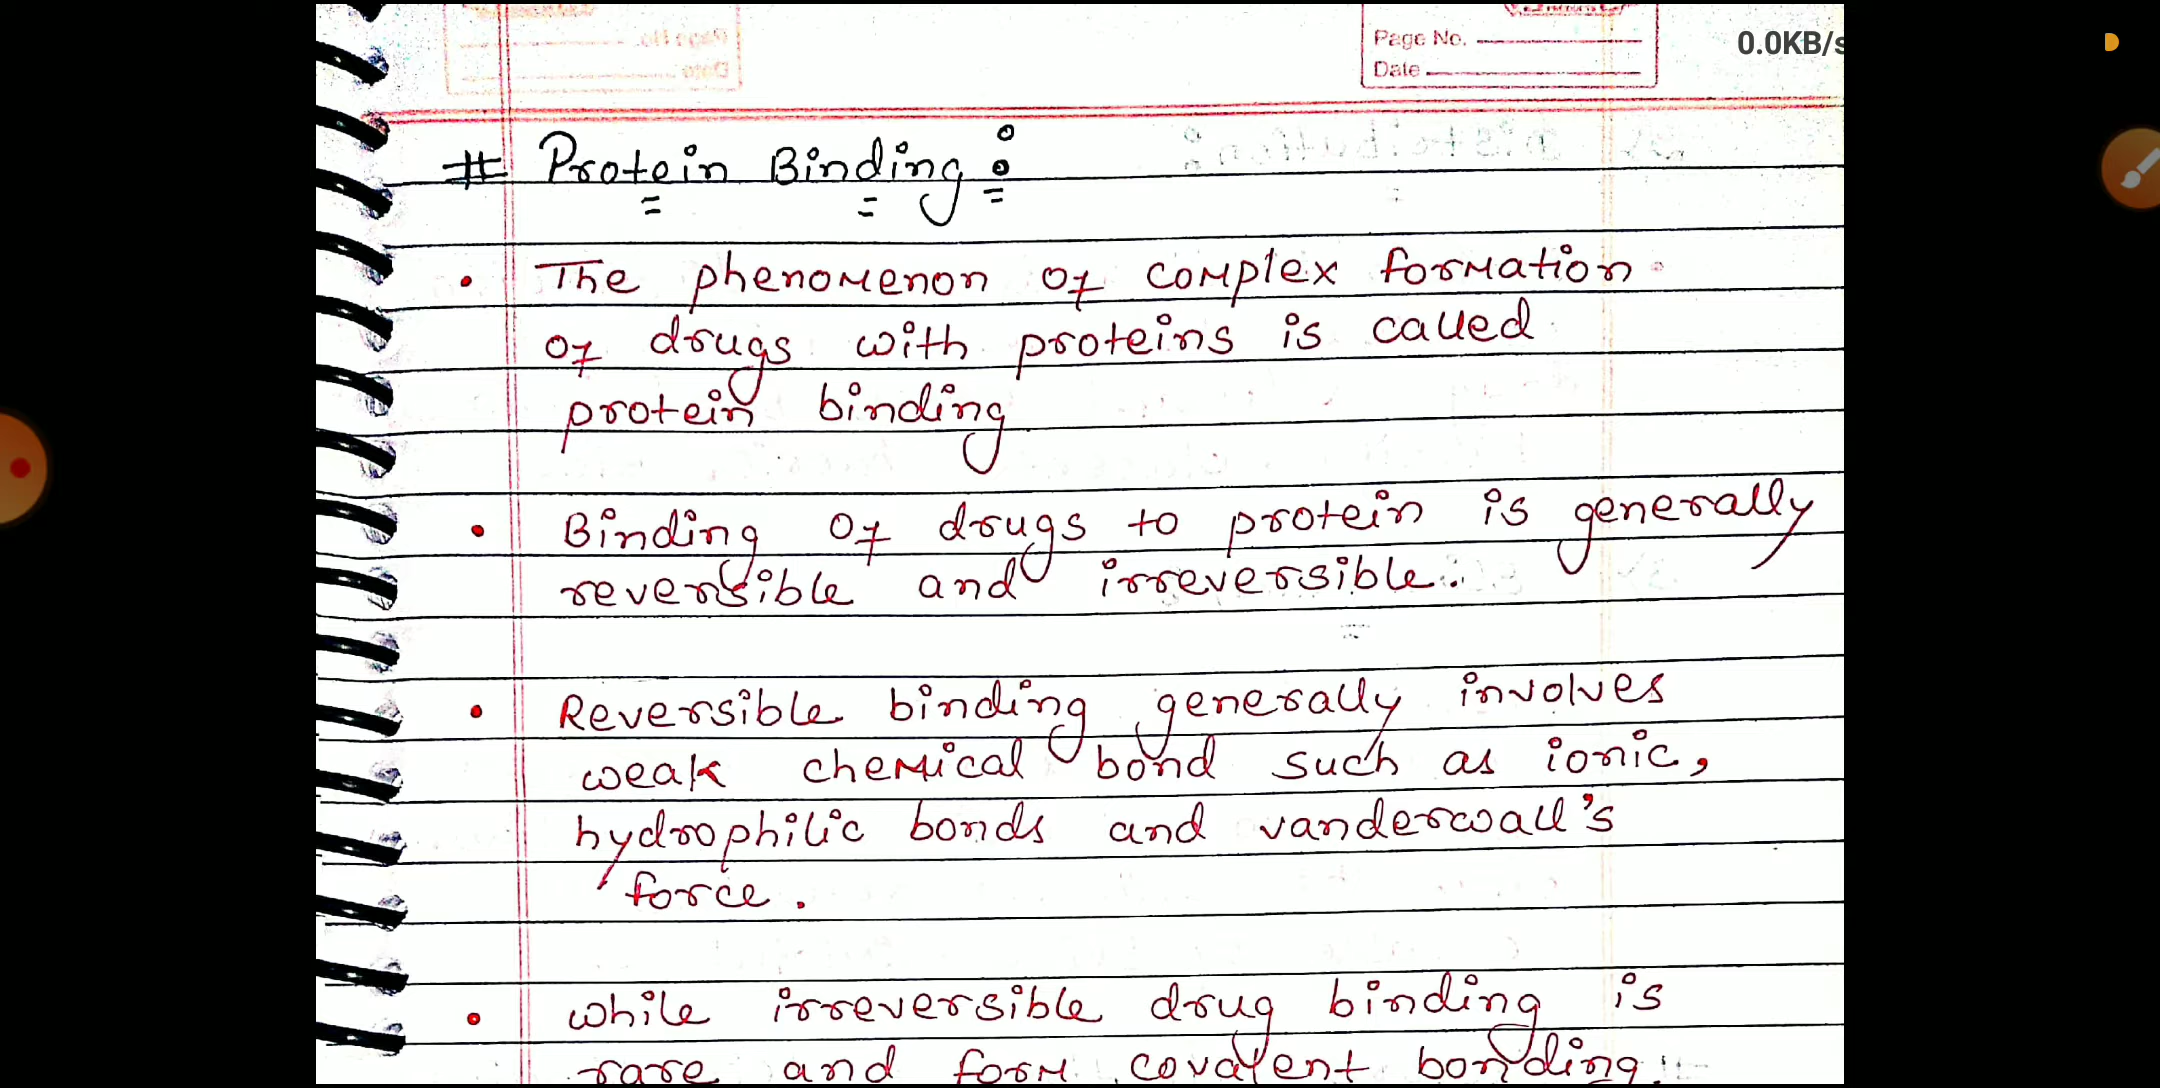 Page No.
Date
0.0KB/s
# Protein Binding :
• The phenomenon of complex formation
of drugs with proteins is called
protein binding
• Binding of drugs to protein is generally
reversible and irreversible.
• Reversible binding generally involves
weak chemical bond such as ionic,
hydrophilic bonds and vanderwall's
force.
• while irreversible drug binding is
rare and form covalent bonding.